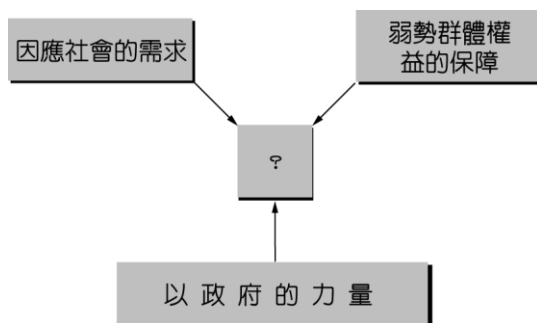 因應社會的需求
弱勢群體權
益的保障
?
以政府的力量